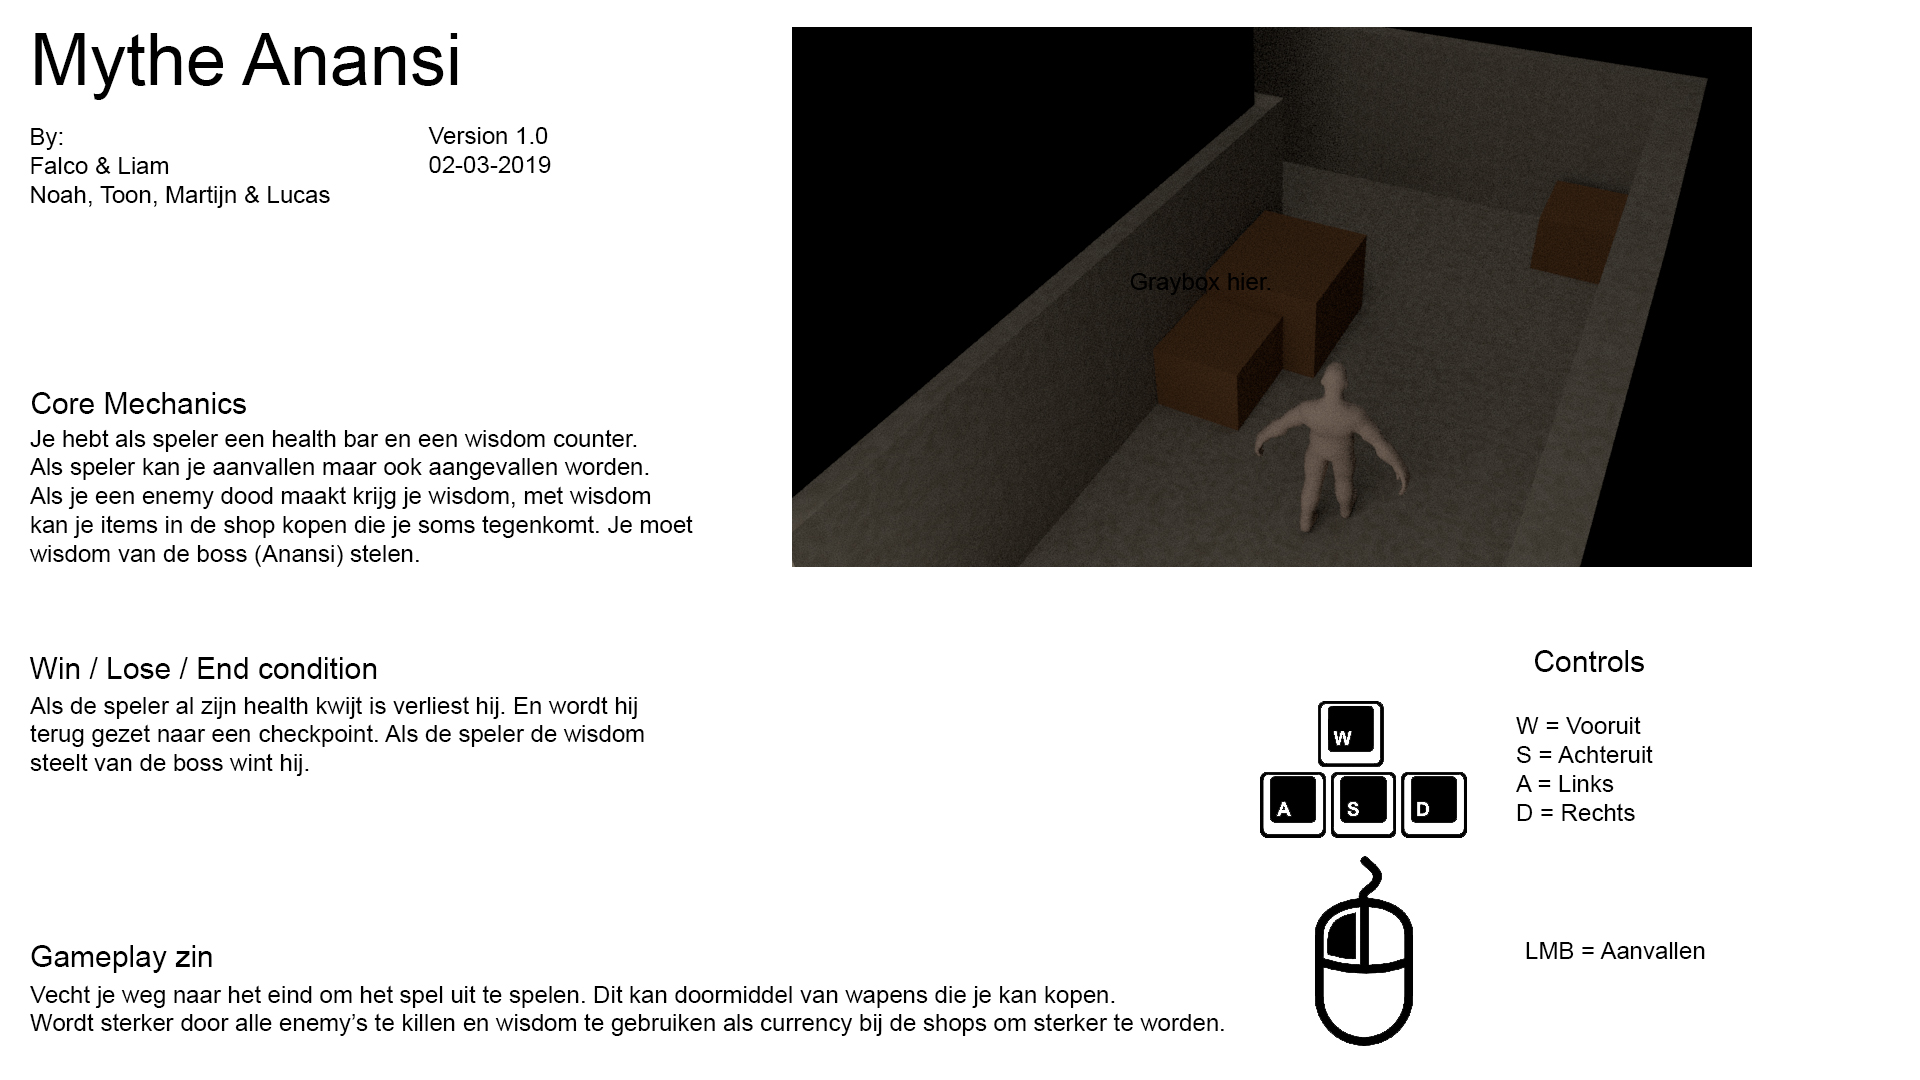 Mythe Anansi
By:
Falco & Liam
Noah, Toon, Martijn & Lucas
Version 1.0
02-03-2019
Graybox hier.
Core Mechanics
Je hebt als speler een health bar en een wisdom counter.
Als speler kan je aanvallen maar ook aangevallen worden.
Als je een enemy dood maakt krijg je wisdom, met wisdom
kan je items in de shop kopen die je soms tegenkomt. Je moet
wisdom van de boss (Anansi) stelen.
Win / Lose / End condition
Als de speler al zijn health kwijt is verliest hij. En wordt hij
terug gezet naar een checkpoint. Als de speler de wisdom
steelt van de boss wint hij.
Controls
W
A S D
W = Vooruit
S = Achteruit
A = Links
D = Rechts
LMB = Aanvallen
Gameplay zin
Vecht je weg naar het eind om het spel uit te spelen. Dit kan doormiddel van wapens die je kan kopen.
Wordt sterker door alle enemy’s te killen en wisdom te gebruiken als currency bij de shops om sterker te worden.